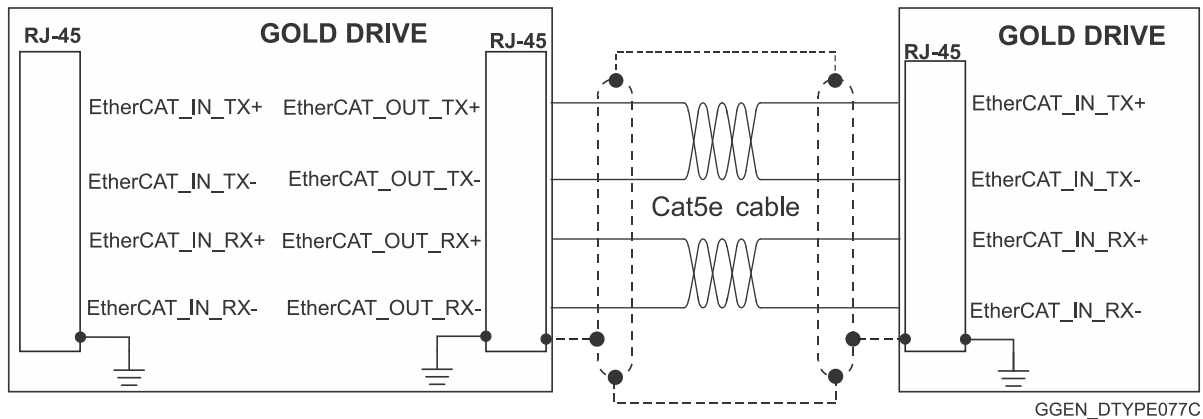 RJ-45
GOLD DRIVE
RJ-45
EtherCAT_IN_TX+
EtherCAT_OUT_TX+
EtherCAT_IN_TX-
EtherCAT_OUT_TX-
EtherCAT_IN_RX+
EtherCAT_OUT_RX+
EtherCAT_IN_RX-
EtherCAT_OUT_RX-
Cat5e cable
GOLD DRIVE
RJ-45
EtherCAT_IN_TX+
EtherCAT_IN_TX-
EtherCAT_IN_RX+
EtherCAT_IN_RX-
GGEN_DTYPE077C